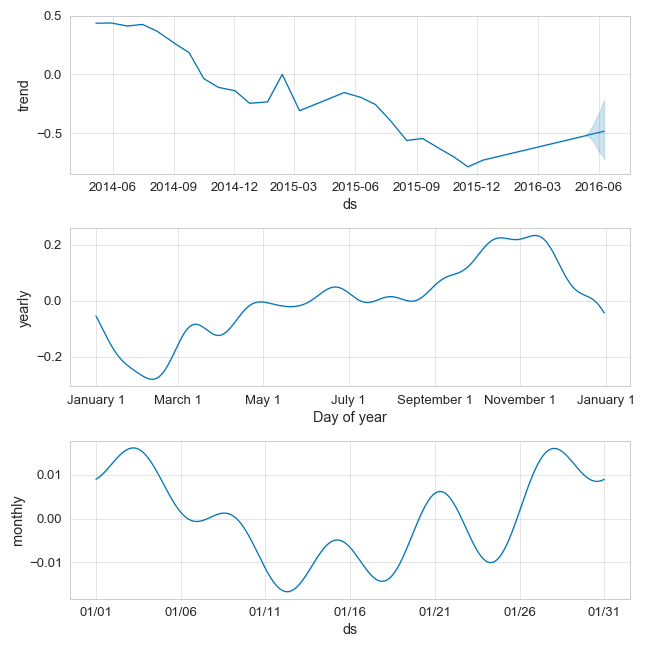 0.5
0.0
−0.5
trend
2014-06 2014-09 2014-12 2015-03 2015-06 2015-09 2015-12 2016-03 2016-06
ds
0.2
0.0
−0.2
yearly
January 1 March 1 May 1 July 1 September 1 November 1 January 1
Day of year
0.01
0.00
−0.01
monthly
01/01 01/06 01/11 01/16 01/21 01/26 01/31
ds